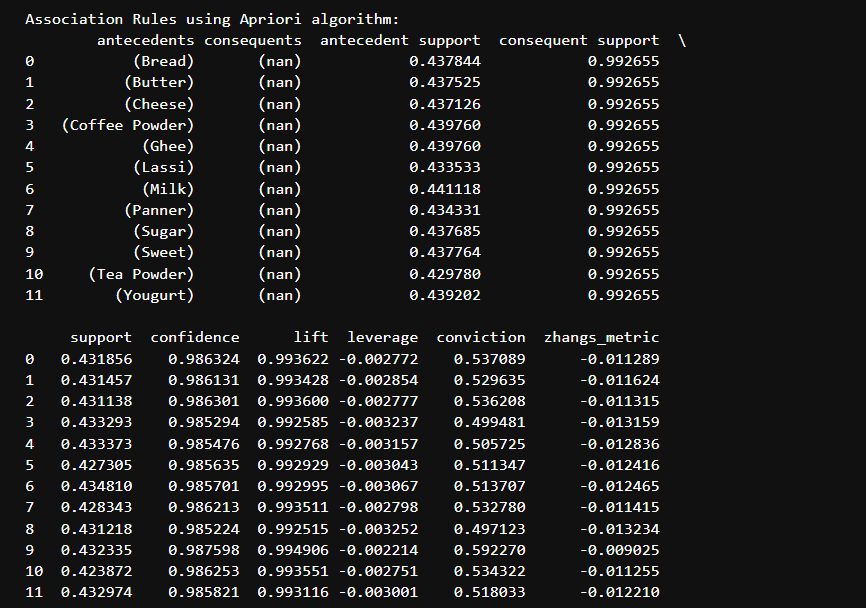 Association Rules using Apriori algorithm:
antecedents consequents antecedent support consequent support \
0 (Bread) (nan) 0.437844 0.992655
1 (Butter) (nan) 0.437525 0.992655
2 (Cheese) (nan) 0.437126 0.992655
3 (Coffee Powder) (nan) 0.439760 0.992655
4 (Ghee) (nan) 0.439760 0.992655
5 (Lassi) (nan) 0.433533 0.992655
6 (Milk) (nan) 0.441118 0.992655
7 (Panner) (nan) 0.434331 0.992655
8 (Sugar) (nan) 0.437685 0.992655
9 (Sweet) (nan) 0.437764 0.992655
10 (Tea Powder) (nan) 0.429780 0.992655
11 (Yougurt) (nan) 0.439202 0.992655
support confidence lift leverage conviction zhangs_metric
0 0.431856 0.986324 0.993622 -0.002772 0.537089 -0.011289
1 0.431457 0.986131 0.993428 -0.002854 0.529635 -0.011624
2 0.431138 0.986301 0.993600 -0.002777 0.536208 -0.011315
3 0.433293 0.985294 0.992585 -0.003237 0.499481 -0.013159
4 0.433373 0.985476 0.992768 -0.003157 0.505725 -0.012836
5 0.427305 0.985635 0.992929 -0.003043 0.511347 -0.012416
6 0.434810 0.985701 0.992995 -0.003067 0.513707 -0.012465
7 0.428343 0.986213 0.993511 -0.002798 0.532780 -0.011415
8 0.431218 0.985224 0.992515 -0.003252 0.497123 -0.013234
9 0.432335 0.987598 0.994906 -0.002214 0.592270 -0.009025
10 0.423872 0.986253 0.993551 -0.002751 0.534322 -0.011255
11 0.432974 0.985821 0.993116 -0.003001 0.518033 -0.012210